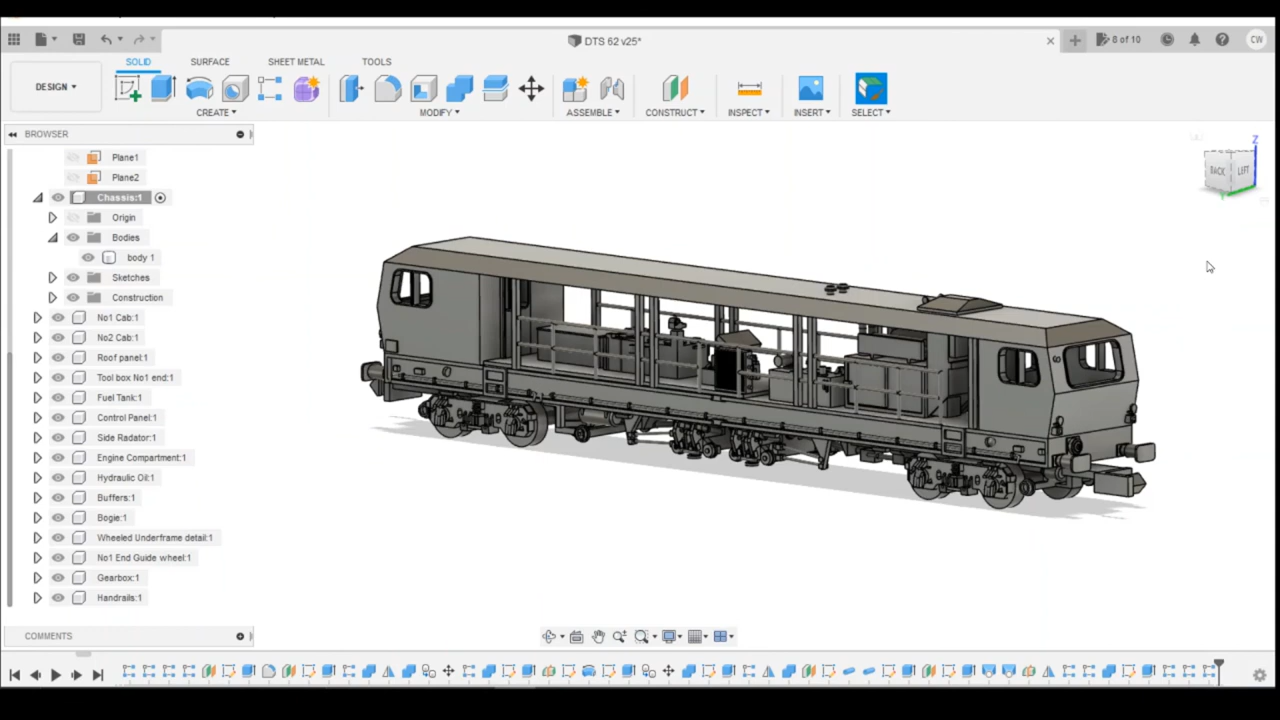 DTS 62 v25*
8 of 10
CW
DESIGN
SOLID
SURFACE
SHEET METAL
TOOLS
CREATE
MODIFY
ASSEMBLE
CONSTRUCT
INSPECT
INSERT
SELECT
BROWSER
Plane1
Plane2
Chassis:1
Origin
Bodies
body 1
Sketches
Construction
No1 Cab:1
No2 Cab:1
Roof panel:1
Tool box No1 end:1
Fuel Tank:1
Control Panel:1
Side Radator:1
Engine Compartment:1
Hydraulic Oil:1
Buffers:1
Bogie:1
Wheeled Underframe detail:1
No1 End Guide wheel:1
Gearbox:1
Handrails:1
Z
BACK
LEFT
Y
COMMENTS